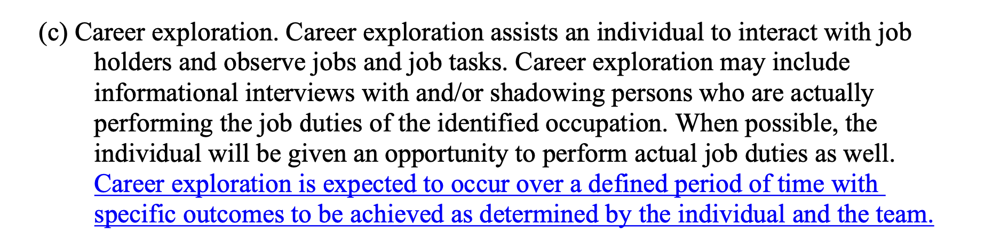 (c) Career exploration. Career exploration assists an individual to interact with job
holders and observe jobs and job tasks. Career exploration may include
informational interviews with and/or shadowing persons who are actually
performing the job duties of the identified occupation. When possible, the
individual will be given an opportunity to perform actual job duties as well.
Career exploration is expected to occur over a defined period of time with
specific outcomes to be achieved as determined by the individual and the team.